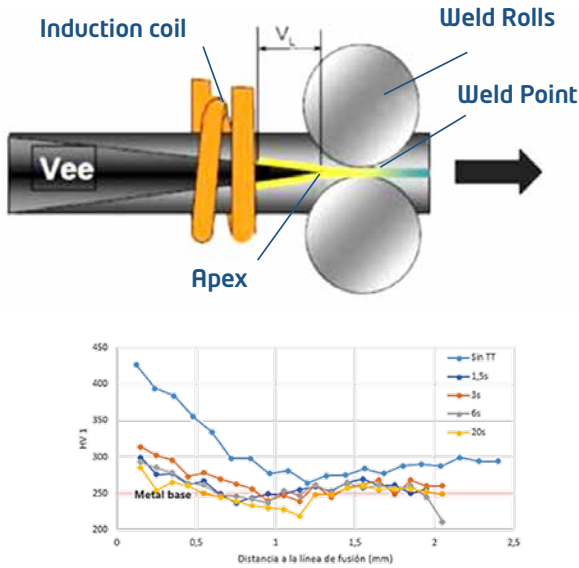 Induction coil
V_L
Weld Rolls
Weld Point
Vee
Apex
450
400
350
300
250
200
HV 1
Metal base
Sin TT
1,5s
3s
6s
20s
0
0,5
1
1,5
2
2,5
Distancia a la línea de fusión (mm)